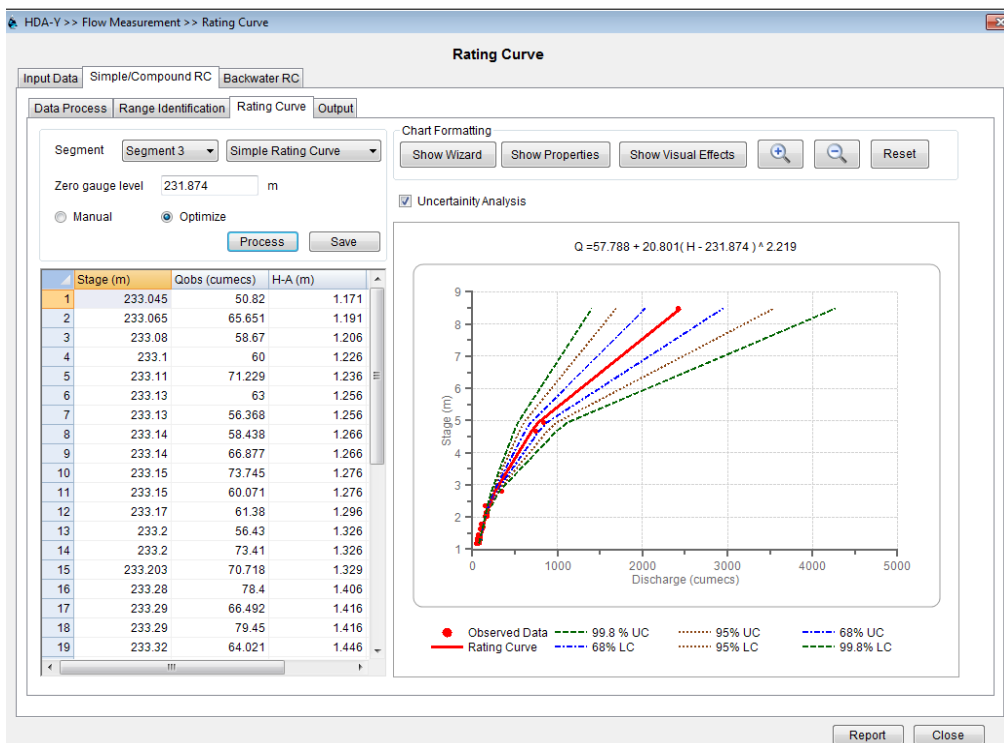 HDA-Y >> Flow Measurement >> Rating Curve
Rating Curve
Input Data Simple/Compound RC Backwater RC
Data Process Range Identification Rating Curve Output
Segment Segment 3 Simple Rating Curve
Zero gauge level 231.874 m
Manual Optimize
Process Save
Chart Formatting
Show Wizard Show Properties Show Visual Effects Reset
Uncertainity Analysis
Stage (m) Qobs (cumecs) H-A (m)
1 233.045 50.82 1.171
2 233.065 65.651 1.191
3 233.08 58.67 1.206
4 233.1 60 1.226
5 233.11 71.229 1.236
6 233.13 63 1.256
7 233.13 56.368 1.256
8 233.14 58.438 1.266
9 233.14 66.877 1.266
10 233.15 73.745 1.276
11 233.15 60.071 1.276
12 233.17 61.38 1.296
13 233.2 56.43 1.326
14 233.2 73.41 1.326
15 233.203 70.718 1.329
16 233.28 78.4 1.406
17 233.29 66.492 1.416
18 233.29 79.45 1.416
19 233.32 64.021 1.446
Q =57.788 + 20.801( H - 231.874 ) ^ 2.219
Stage (m)
9
8
7
6
5
4
3
2
1
0 1000 2000 3000 4000 5000
Discharge (cumecs)
Observed Data 99.8 % UC 95% UC 68% UC
Rating Curve 68% LC 95% LC 99.8% LC
Report Close